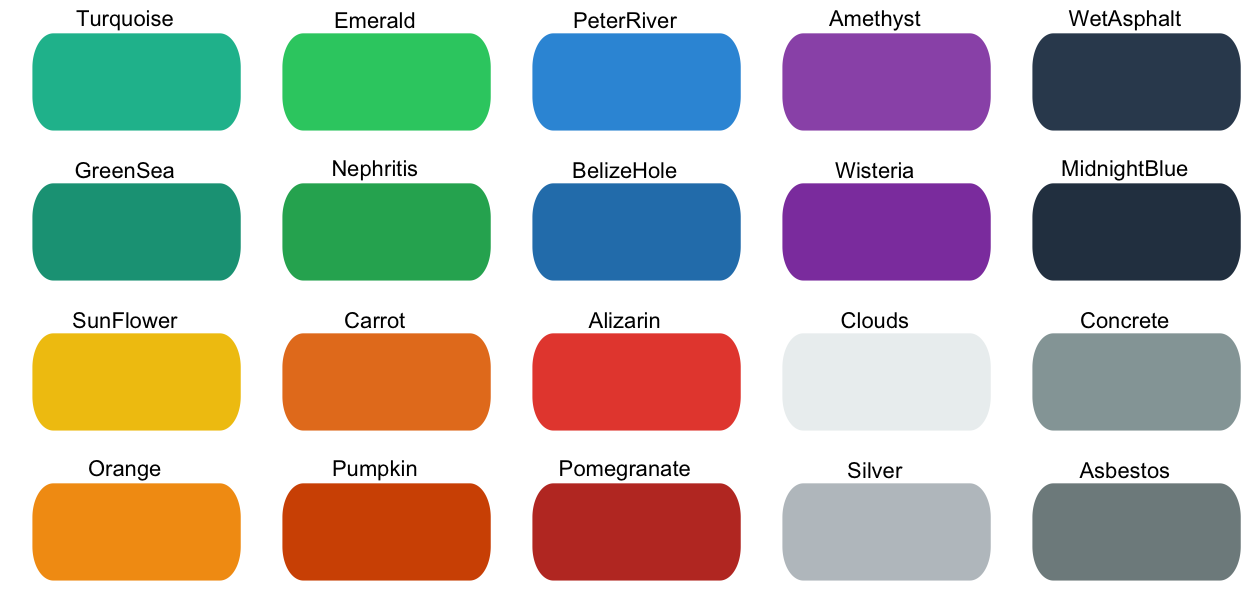 Turquoise
Emerald
PeterRiver
Amethyst
WetAsphalt
GreenSea
Nephritis
BelizeHole
Wisteria
MidnightBlue
SunFlower
Carrot
Alizarin
Clouds
Concrete
Orange
Pumpkin
Pomegranate
Silver
Asbestos